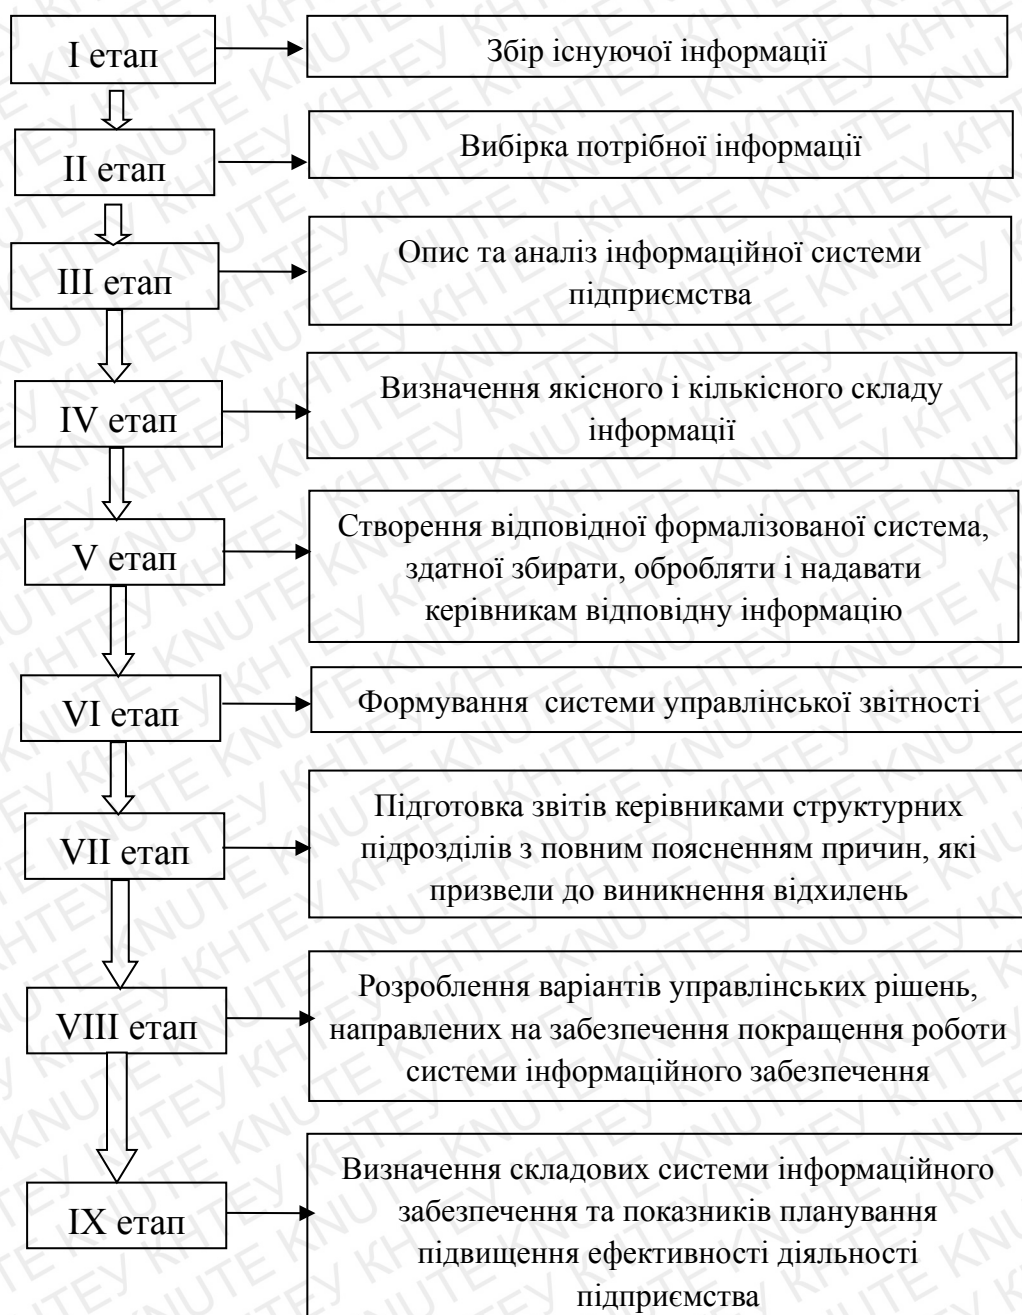 I етап
Збір існуючої інформації
II етап
Вибірка потрібної інформації
III етап
Опис та аналіз інформаційної системи
підприємства
IV етап
Визначення якісного і кількісного складу
інформації
V етап
Створення відповідної формалізованої система,
здатної збирати, обробляти і надавати
керівникам відповідну інформацію
VI етап
Формування системи управлінської звітності
VII етап
Підготовка звітів керівниками структурних
підрозділів з повним поясненням причин, які
призвели до виникнення відхилень
VIII етап
Розроблення варіантів управлінських рішень,
направлених на забезпечення покращення роботи
системи інформаційного забезпечення
IX етап
Визначення складових системи інформаційного
забезпечення та показників планування
підвищення ефективності діяльності
підприємства